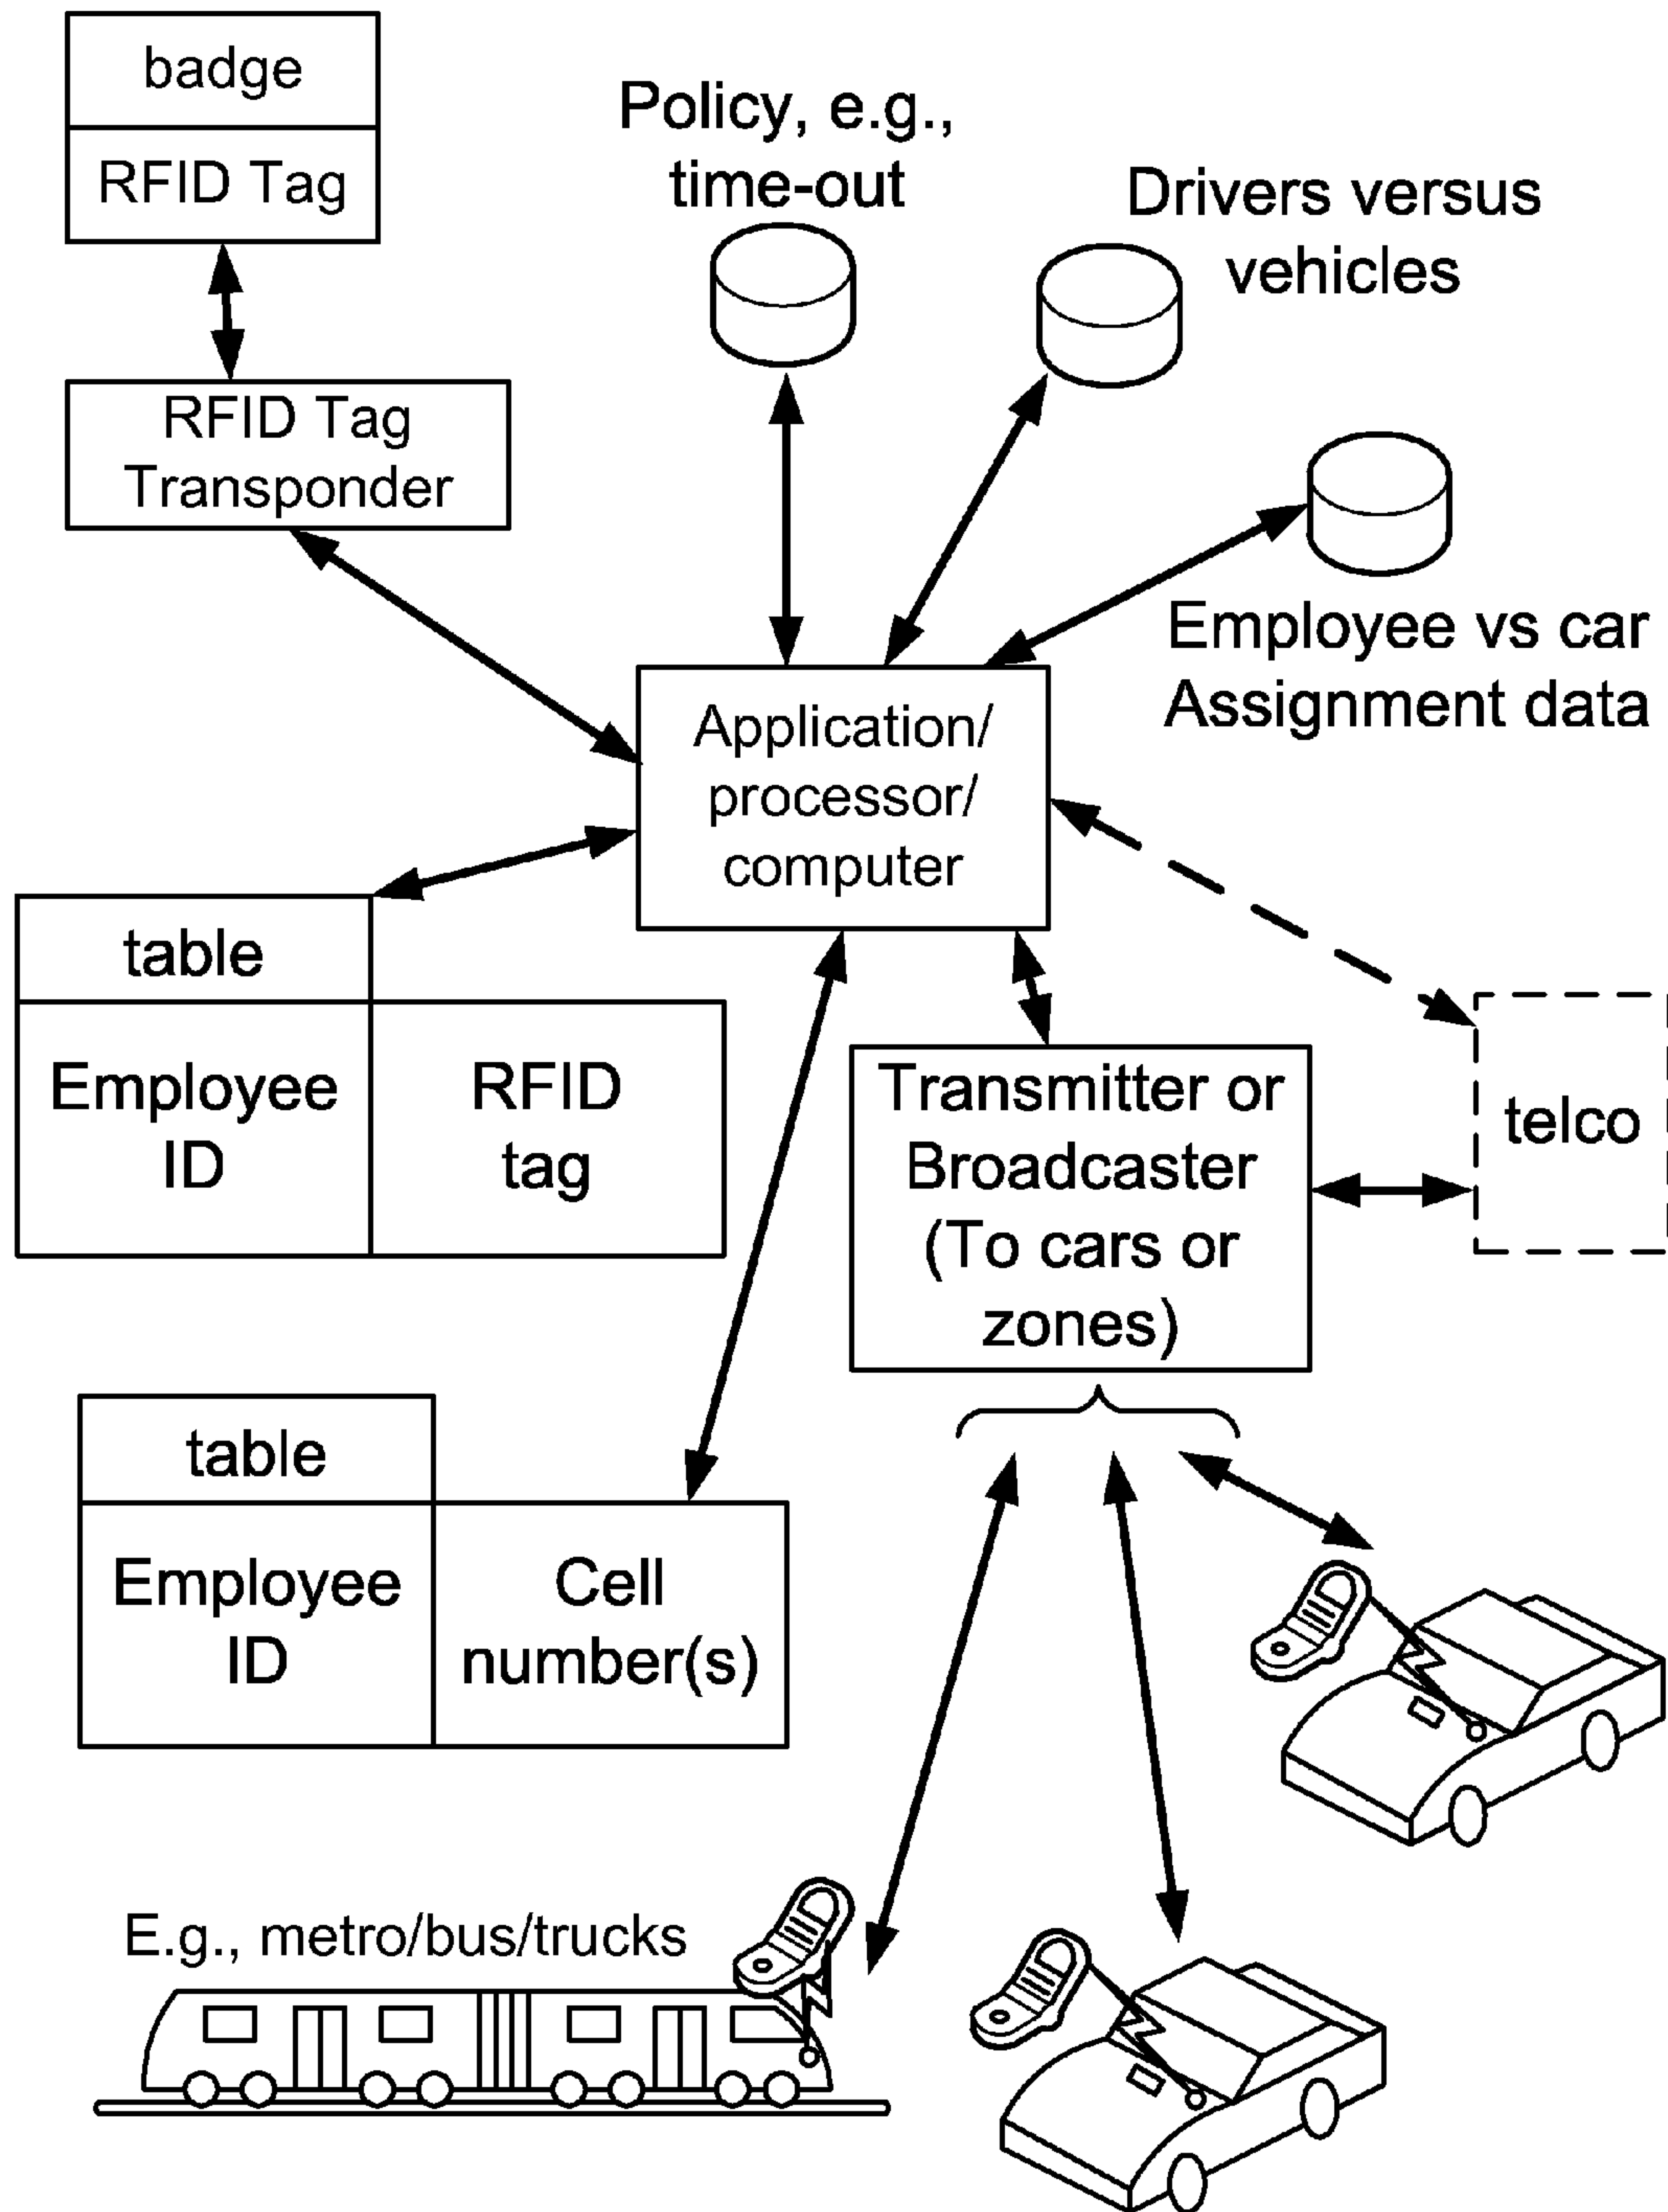 badge
RFID Tag
Policy, e.g.,
time-out
Drivers versus
vehicles
RFID Tag
Transponder
Employee vs car
Assignment data
Application/
processor/
computer
table
Employee
ID
RFID
tag
Transmitter or
Broadcaster
(To cars or
zones)
telco
table
Employee
ID
Cell
number(s)
E.g., metro/bus/trucks